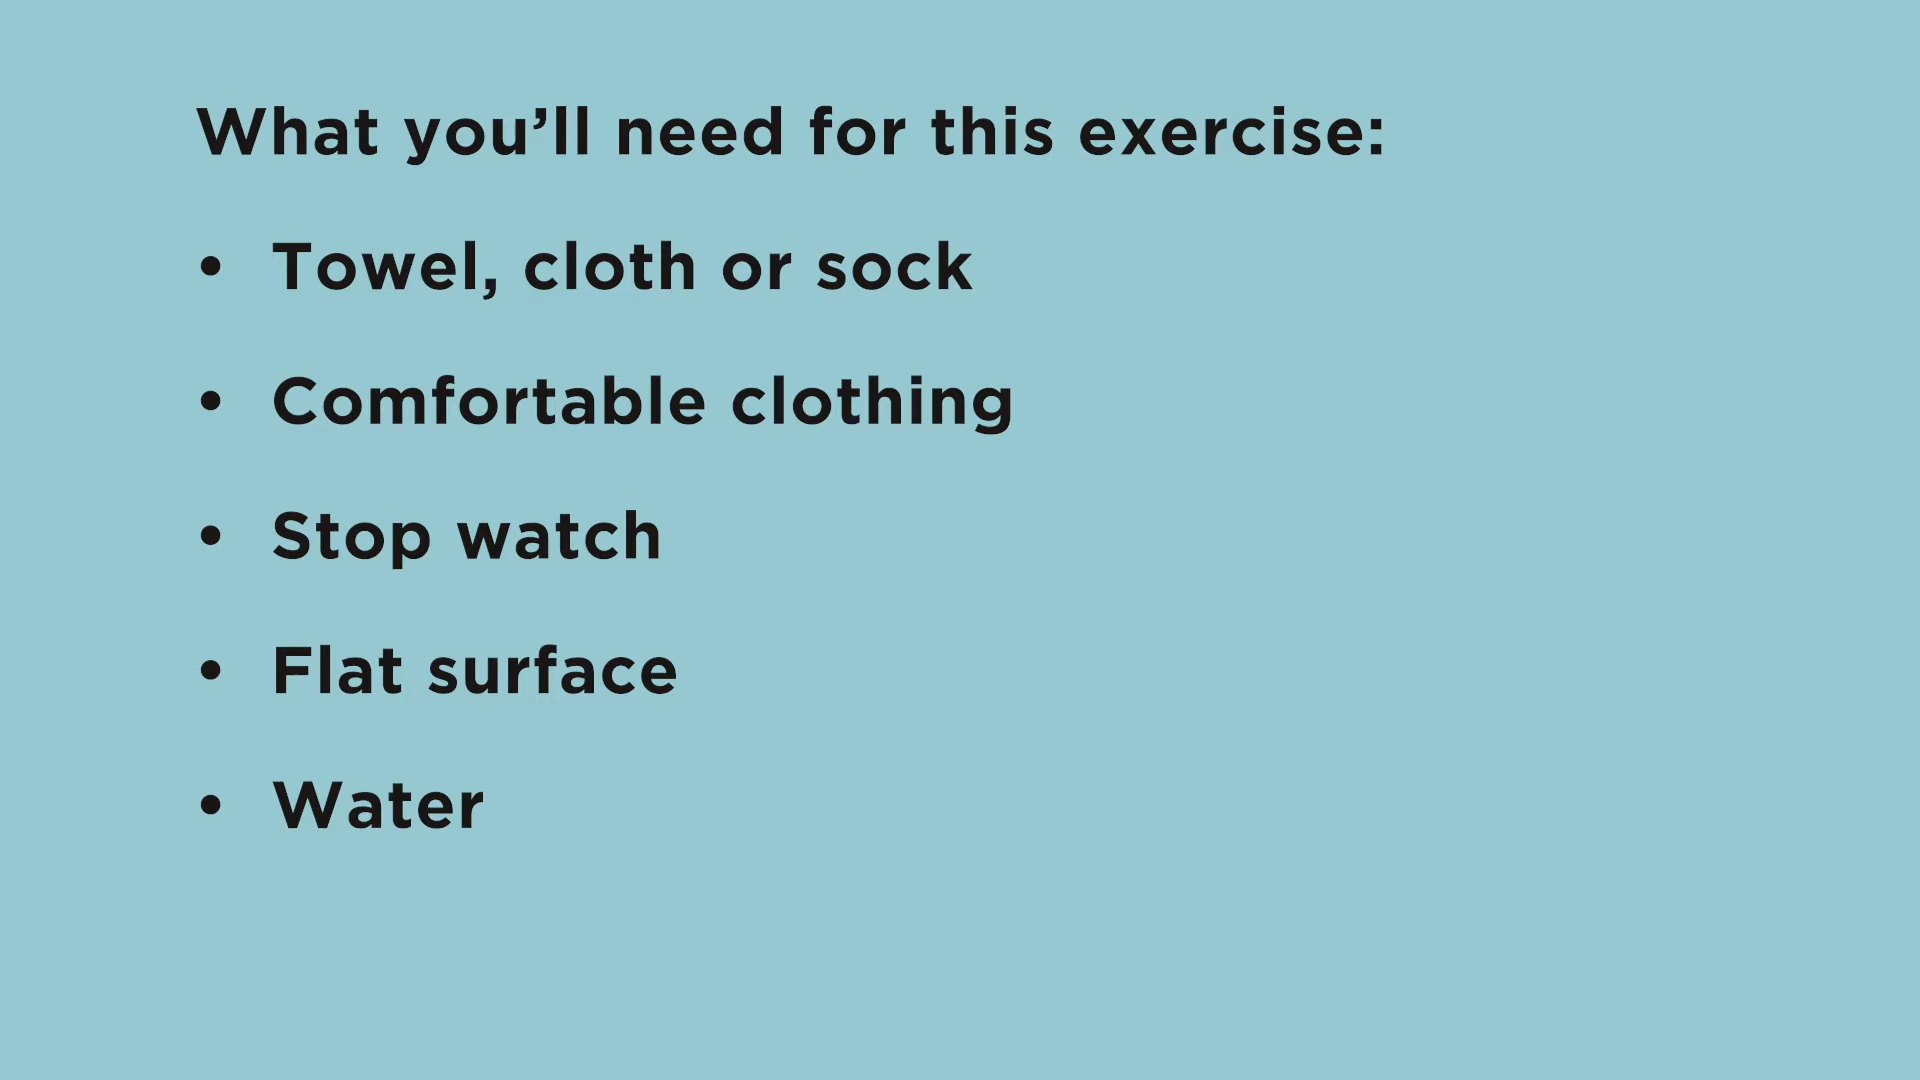 What you’ll need for this exercise:
• Towel, cloth or sock
• Comfortable clothing
• Stop watch
• Flat surface
• Water